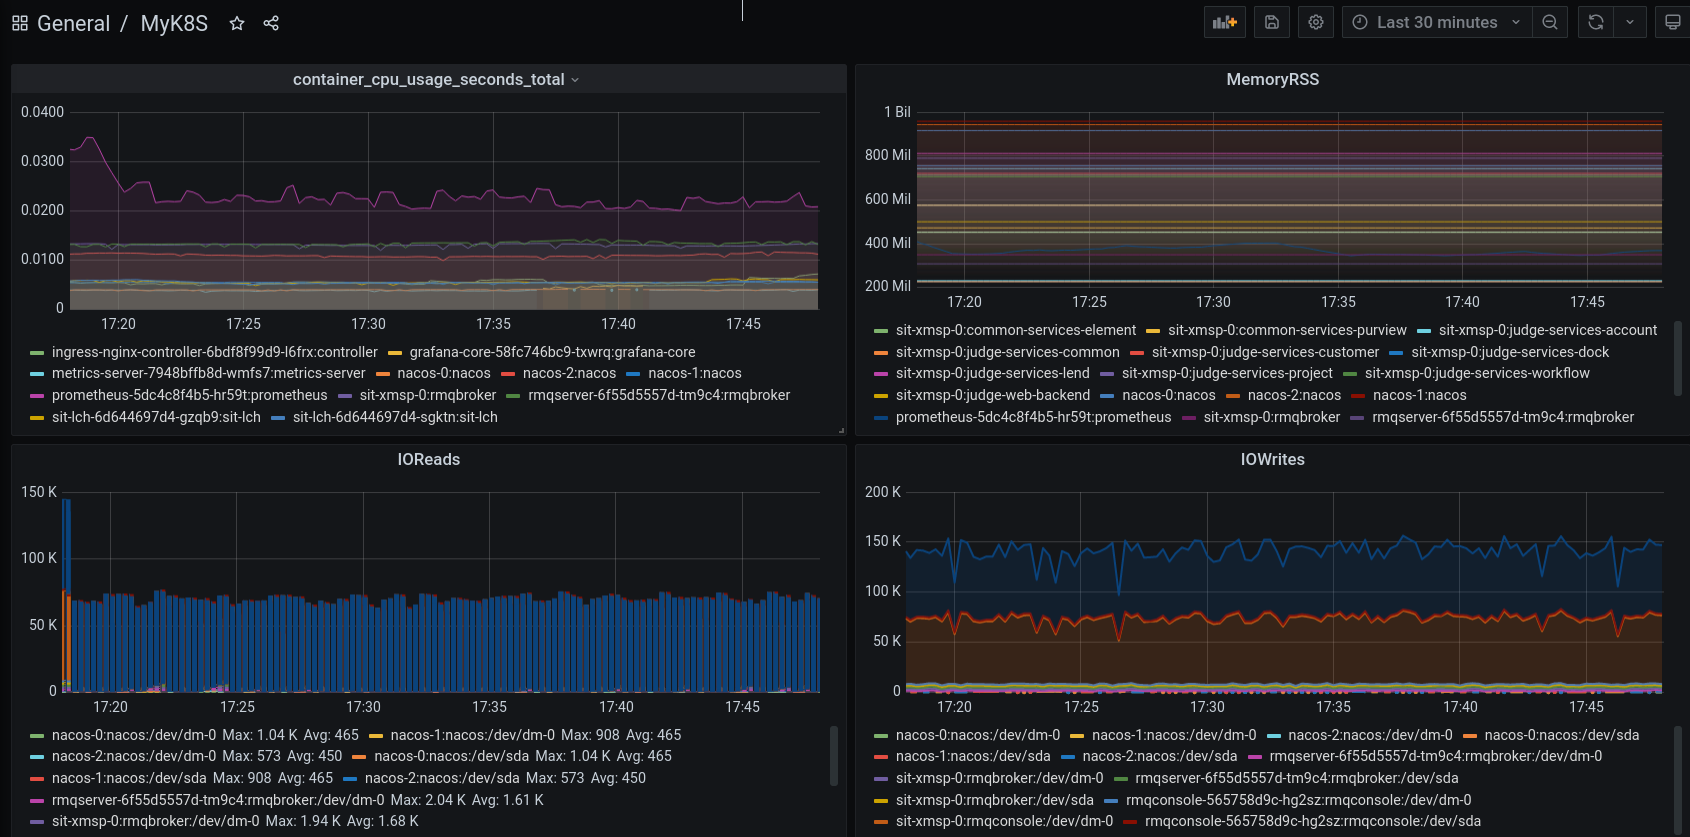 General / MyK8S
Last 30 minutes
container_cpu_usage_seconds_total
0.0400
0.0300
0.0200
0.0100
0
17:20 17:25 17:30 17:35 17:40 17:45
ingress-nginx-controller-6bdf8f99d9-l6frx:controller grafana-core-58fc746bc9-txwrq:grafana-core
metrics-server-7948bffb8d-wmfs7:metrics-server nacos-0:nacos nacos-2:nacos nacos-1:nacos
prometheus-5dc4c8f4b5-hr59t:prometheus sit-xmsp-0:rmqbroker rmqserver-6f55d5557d-tm9c4:rmqbroker
sit-lch-6d644697d4-gzqb9:sit-lch sit-lch-6d644697d4-sgktn:sit-lch
MemoryRSS
1 Bil
800 Mil
600 Mil
400 Mil
200 Mil
17:20 17:25 17:30 17:35 17:40 17:45
sit-xmsp-0:common-services-element sit-xmsp-0:common-services-purview sit-xmsp-0:judge-services-account
sit-xmsp-0:judge-services-common sit-xmsp-0:judge-services-customer sit-xmsp-0:judge-services-dock
sit-xmsp-0:judge-services-lend sit-xmsp-0:judge-services-project sit-xmsp-0:judge-services-workflow
sit-xmsp-0:judge-web-backend nacos-0:nacos nacos-2:nacos nacos-1:nacos
prometheus-5dc4c8f4b5-hr59t:prometheus sit-xmsp-0:rmqbroker rmqserver-6f55d5557d-tm9c4:rmqbroker
IOReads
150 K
100 K
50 K
0
17:20 17:25 17:30 17:35 17:40 17:45
nacos-0:nacos:/dev/dm-0 Max: 1.04 K Avg: 465 nacos-1:nacos:/dev/dm-0 Max: 908 Avg: 465
nacos-2:nacos:/dev/dm-0 Max: 573 Avg: 450 nacos-0:nacos:/dev/sda Max: 1.04 K Avg: 465
nacos-1:nacos:/dev/sda Max: 908 Avg: 465 nacos-2:nacos:/dev/sda Max: 573 Avg: 450
rmqserver-6f55d5557d-tm9c4:rmqbroker:/dev/dm-0 Max: 2.04 K Avg: 1.61 K
sit-xmsp-0:rmqbroker:/dev/dm-0 Max: 1.94 K Avg: 1.68 K
IOWrites
200 K
150 K
100 K
50 K
0
17:20 17:25 17:30 17:35 17:40 17:45
nacos-0:nacos:/dev/dm-0 nacos-1:nacos:/dev/dm-0 nacos-2:nacos:/dev/dm-0 nacos-0:nacos:/dev/sda
nacos-1:nacos:/dev/sda nacos-2:nacos:/dev/sda rmqserver-6f55d5557d-tm9c4:rmqbroker:/dev/dm-0
sit-xmsp-0:rmqbroker:/dev/dm-0 rmqserver-6f55d5557d-tm9c4:rmqbroker:/dev/sda
sit-xmsp-0:rmqbroker:/dev/sda rmqconsole-565758d9c-hg2sz:rmqconsole:/dev/dm-0
sit-xmsp-0:rmqconsole:/dev/dm-0 rmqconsole-565758d9c-hg2sz:rmqconsole:/dev/sda